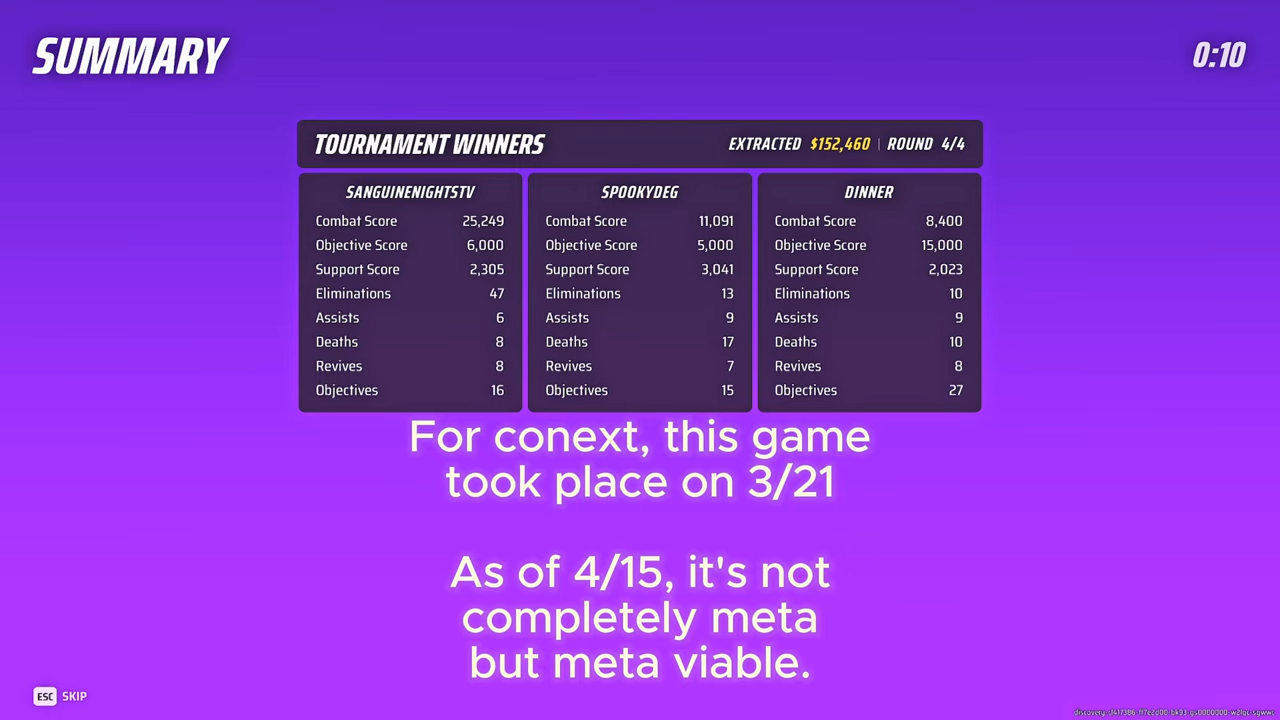 SUMMARY
0:10
TOURNAMENT WINNERS
EXTRACTED $152,460 | ROUND 4/4
SANGUINENIGHTSTV
Combat Score 25,249
Objective Score 6,000
Support Score 2,305
Eliminations 47
Assists 6
Deaths 8
Revives 8
Objectives 16
SPOOKYDEG
Combat Score 11,091
Objective Score 5,000
Support Score 3,041
Eliminations 13
Assists 9
Deaths 17
Revives 7
Objectives 15
DINNER
Combat Score 8,400
Objective Score 15,000
Support Score 2,023
Eliminations 10
Assists 9
Deaths 10
Revives 8
Objectives 27
For conext, this game
took place on 3/21
As of 4/15, it's not
completely meta
but meta viable.
ESC SKIP